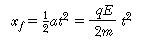 x_f = ½at² = qE/2m t²